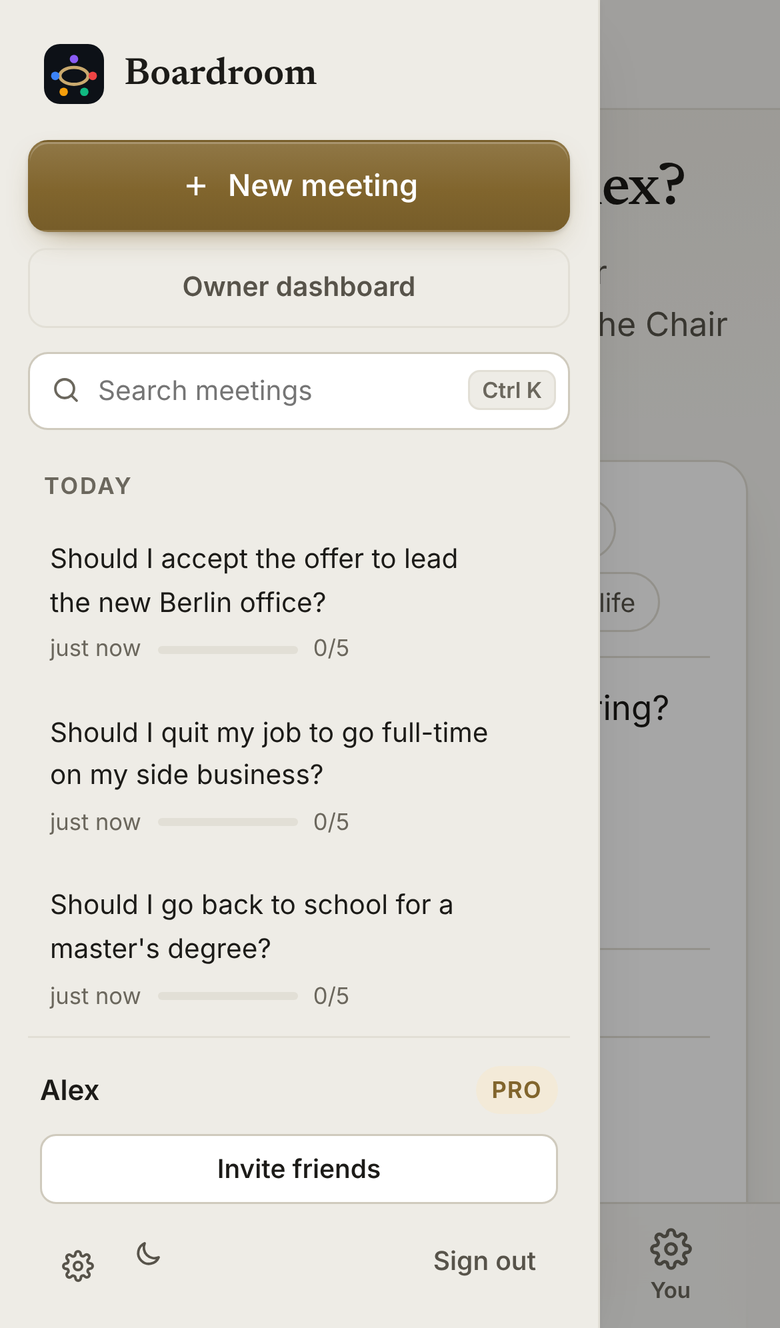 Boardroom
+ New meeting
Owner dashboard
Search meetings
Ctrl K
TODAY
Should I accept the offer to lead
the new Berlin office?
just now 0/5
Should I quit my job to go full-time
on my side business?
just now 0/5
Should I go back to school for a
master's degree?
just now 0/5
Alex
PRO
Invite friends
Sign out
ex?
r
he Chair
life
ring?
You